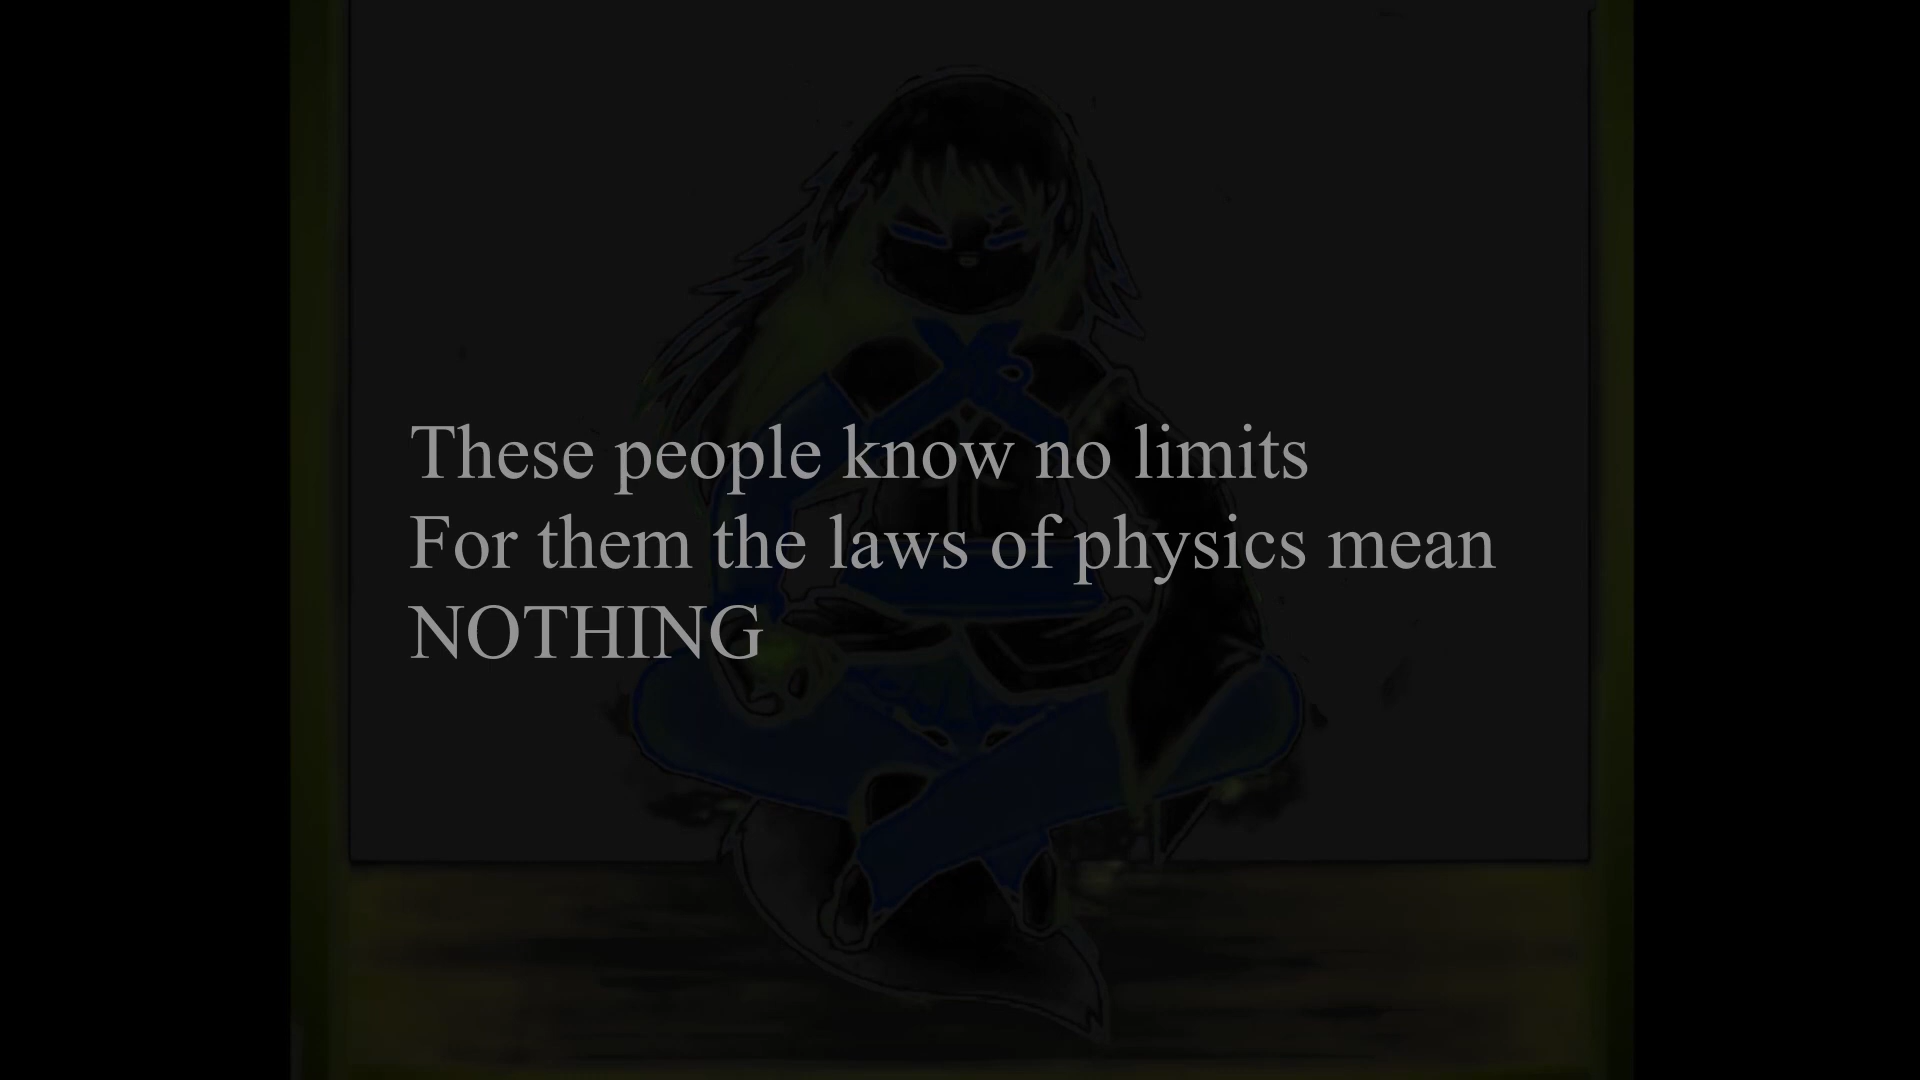 These people know no limits
For them the laws of physics mean
NOTHING